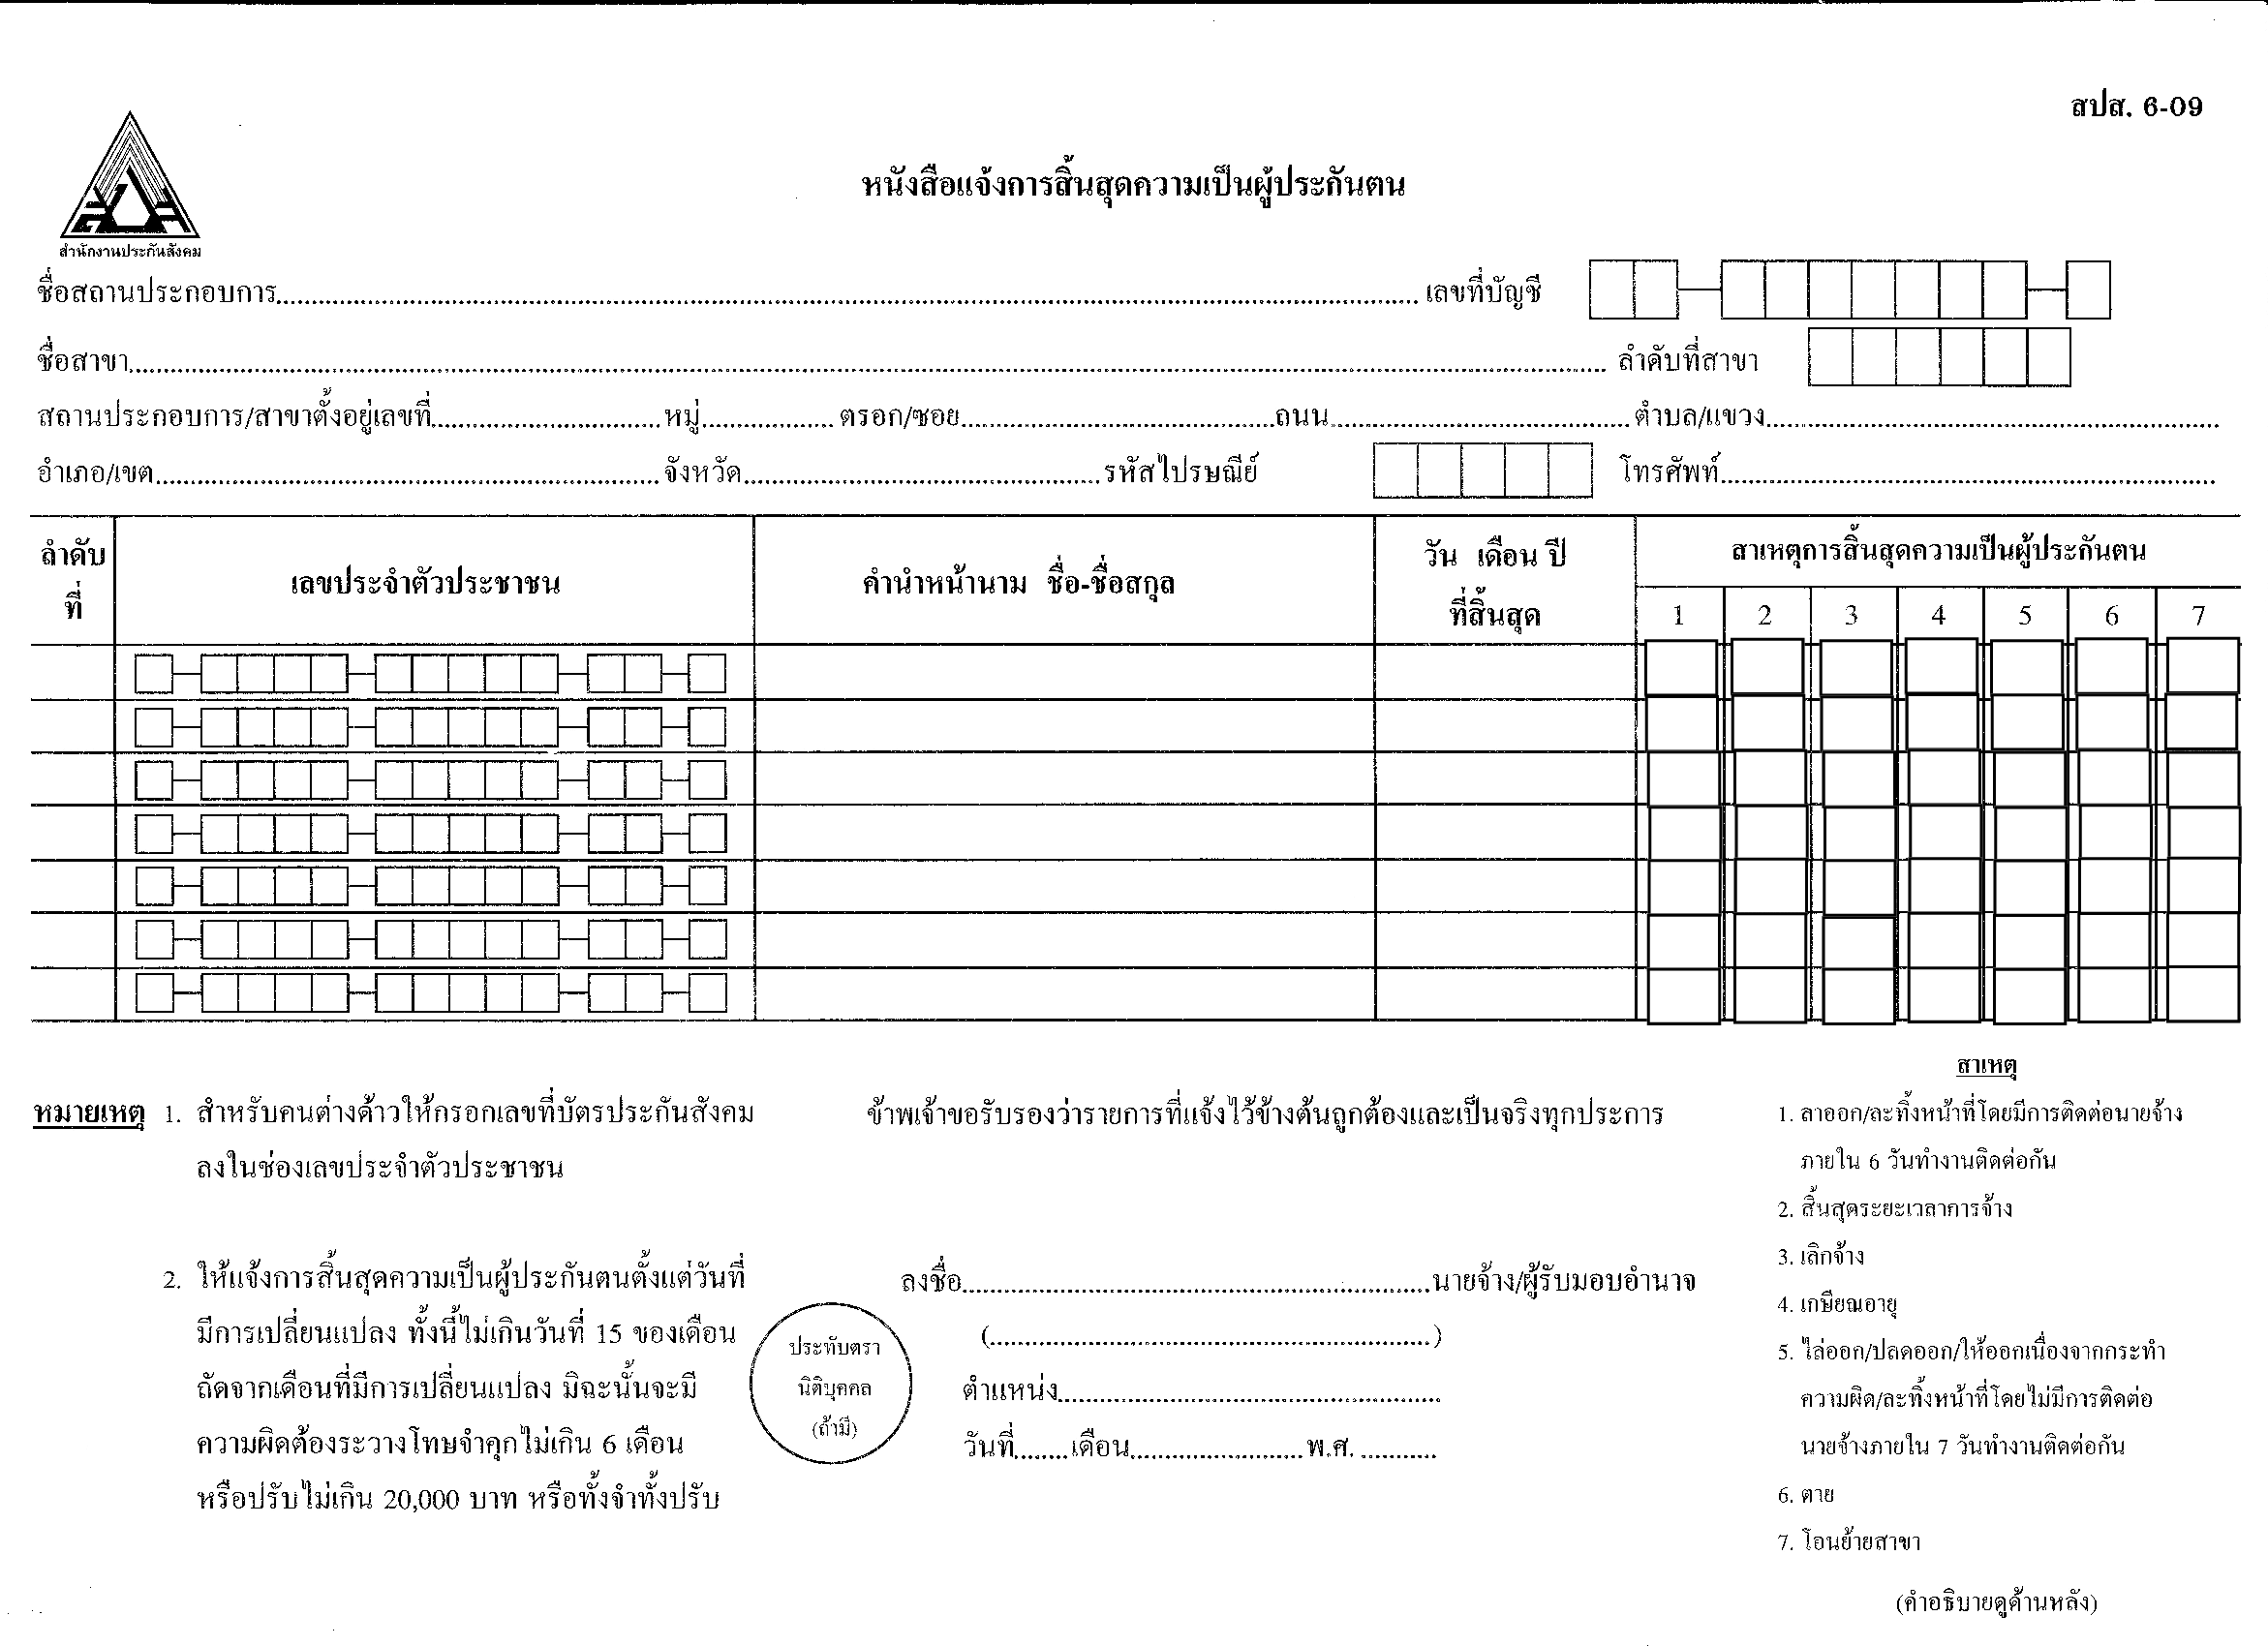 สปส. 6-09
สำนักงานประกันสังคม
หนังสือแจ้งการสิ้นสุดความเป็นผู้ประกันตน
ชื่อสถานประกอบการ เลขที่บัญชี
ชื่อสาขา ลำดับที่สาขา
สถานประกอบการ/สาขาตั้งอยู่เลขที่ หมู่ ตรอก/ซอย ถนน ตำบล/แขวง
อำเภอ/เขต จังหวัด รหัสไปรษณีย์ โทรศัพท์
ลำดับที่ เลขประจำตัวประชาชน คำนำหน้านาม ชื่อ-ชื่อสกุล วัน เดือน ปี ที่สิ้นสุด สาเหตุการสิ้นสุดความเป็นผู้ประกันตน
1 2 3 4 5 6 7
หมายเหตุ 1. สำหรับคนต่างด้าวให้กรอกเลขที่บัตรประกันสังคม
ลงในช่องเลขประจำตัวประชาชน
2. ให้แจ้งการสิ้นสุดความเป็นผู้ประกันตนตั้งแต่วันที่
มีการเปลี่ยนแปลง ทั้งนี้ไม่เกินวันที่ 15 ของเดือน
ถัดจากเดือนที่มีการเปลี่ยนแปลง มิฉะนั้นจะมี
ความผิดต้องระวางโทษจำคุกไม่เกิน 6 เดือน
หรือปรับไม่เกิน 20,000 บาท หรือทั้งจำทั้งปรับ
ข้าพเจ้าขอรับรองว่ารายการที่แจ้งไว้ข้างต้นถูกต้องและเป็นจริงทุกประการ
ประทับตรา
นิติบุคคล
(ถ้ามี)
ลงชื่อ นายจ้าง/ผู้รับมอบอำนาจ
( )
ตำแหน่ง
วันที่ เดือน พ.ศ.
สาเหตุ
1. ลาออก/ละทิ้งหน้าที่โดยมีการติดต่อนายจ้าง
ภายใน 6 วันทำงานติดต่อกัน
2. สิ้นสุดระยะเวลาการจ้าง
3. เลิกจ้าง
4. เกษียณอายุ
5. ไล่ออก/ปลดออก/ให้ออกเนื่องจากกระทำ
ความผิด/ละทิ้งหน้าที่โดยไม่มีการติดต่อ
นายจ้างภายใน 7 วันทำงานติดต่อกัน
6. ตาย
7. โอนย้ายสาขา
(คำอธิบายดูด้านหลัง)